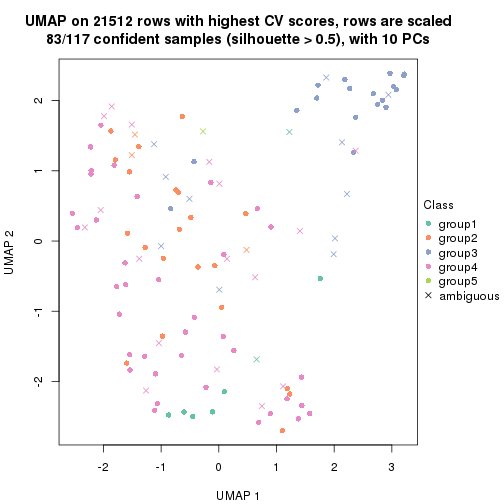 UMAP on 21512 rows with highest CV scores, rows are scaled
83/117 confident samples (silhouette > 0.5), with 10 PCs
UMAP 2
2
1
0
-1
-2
-2
-1
0
1
2
3
UMAP 1
Class
group1
group2
group3
group4
group5
ambiguous